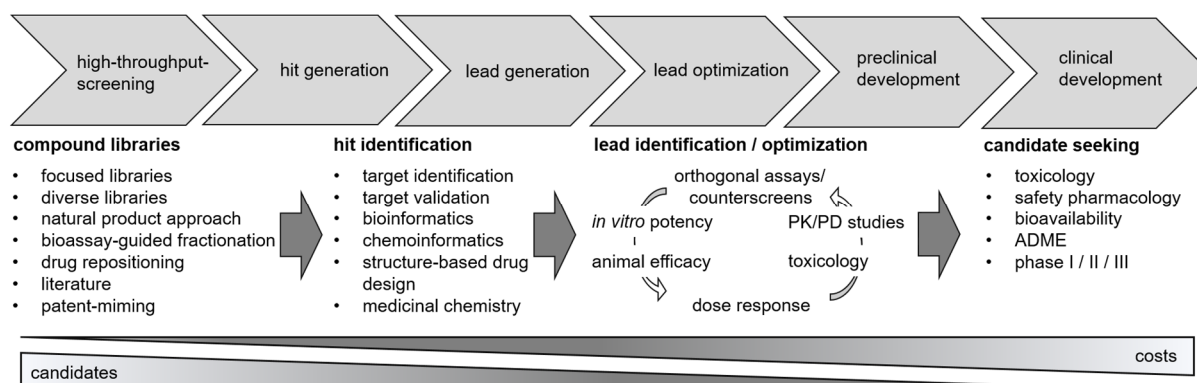 high-throughput-
screening
hit generation
lead generation
lead optimization
preclinical
development
clinical
development
compound libraries
• focused libraries
• diverse libraries
• natural product approach
• bioassay-guided fractionation
• drug repositioning
• literature
• patent-miming
hit identification
• target identification
• target validation
• bioinformatics
• chemoinformatics
• structure-based drug
design
• medicinal chemistry
lead identification / optimization
orthogonal assays/
counterscreens
in vitro potency
PK/PD studies
animal efficacy
toxicology
dose response
candidate seeking
• toxicology
• safety pharmacology
• bioavailability
• ADME
• phase I / II / III
costs
candidates